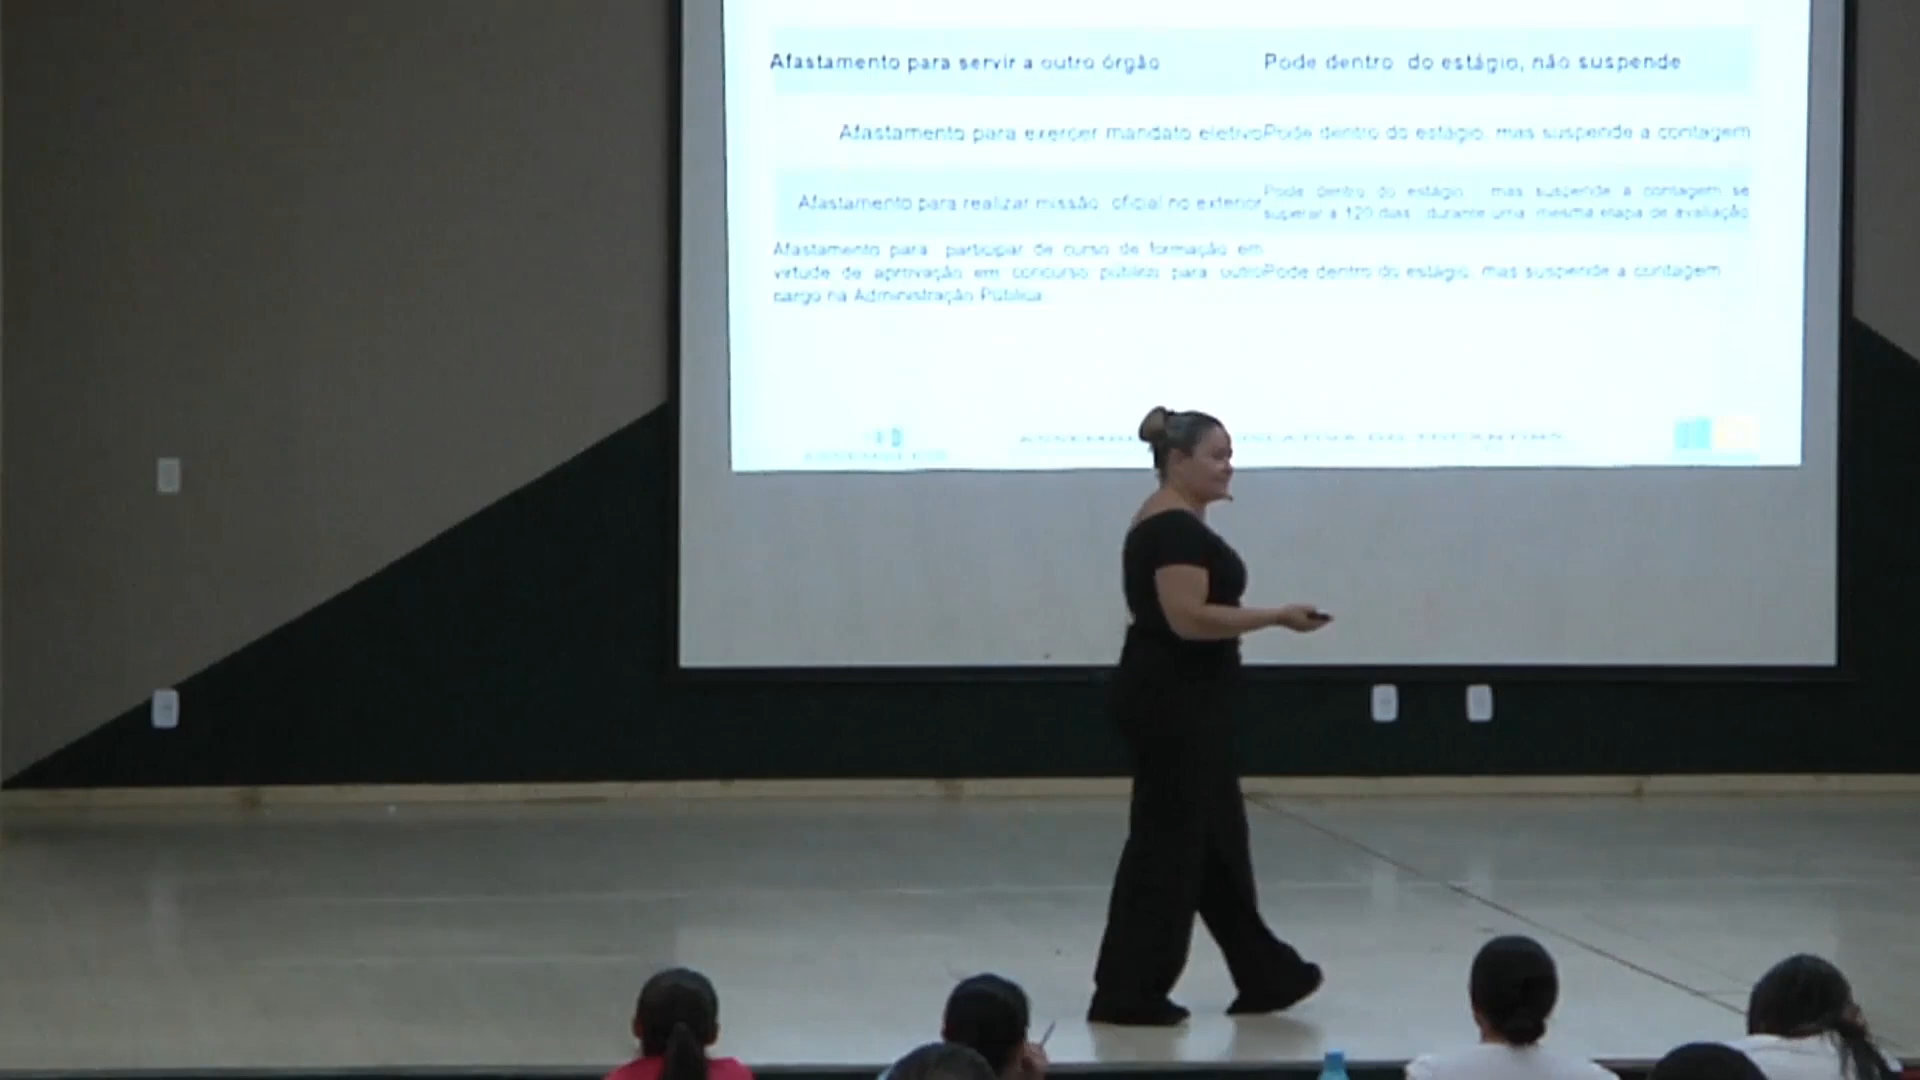 Afastamento para servir a outro órgão
Pode dentro do estágio, não suspende
Afastamento para exercer mandato eletivo
Pode dentro do estágio, mas suspende a contagem
Afastamento para realizar missão oficial no exterior
Pode dentro do estágio, mas suspende a contagem se
superar a 120 dias, durante uma mesma etapa de avaliação
Afastamento para participar de curso de formação em
virtude de aprovação em concurso público para outro
cargo na Administração Pública
Pode dentro do estágio, mas suspende a contagem